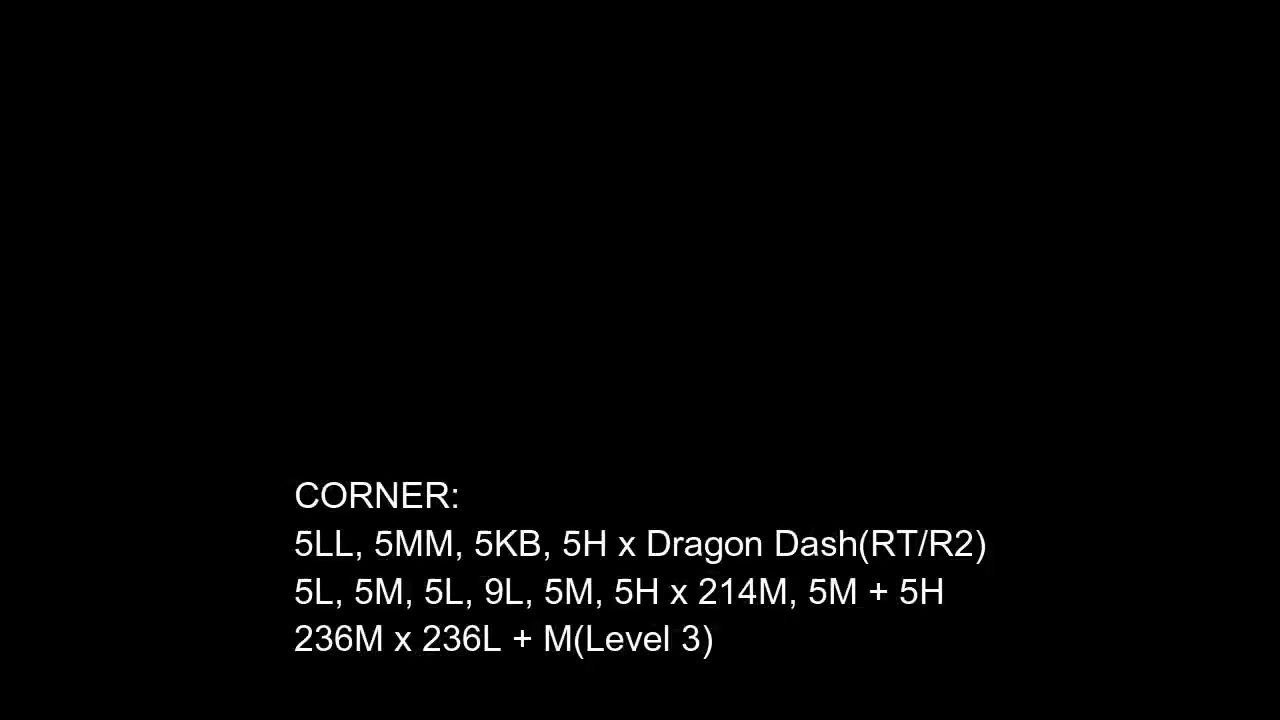 CORNER:
5LL, 5MM, 5KB, 5H x Dragon Dash(RT/R2)
5L, 5M, 5L, 9L, 5M, 5H x 214M, 5M + 5H
236M x 236L + M(Level 3)